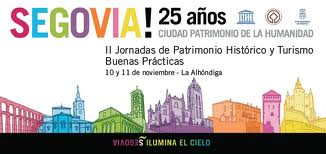 SEGOVIA! 25 años
CIUDAD PATRIMONIO DE LA HUMANIDAD
II Jornadas de Patrimonio Histórico y Turismo
Buenas Prácticas
10 y 11 de noviembre - La Alhóndiga
SEGOVIA ILUMINA EL CIELO